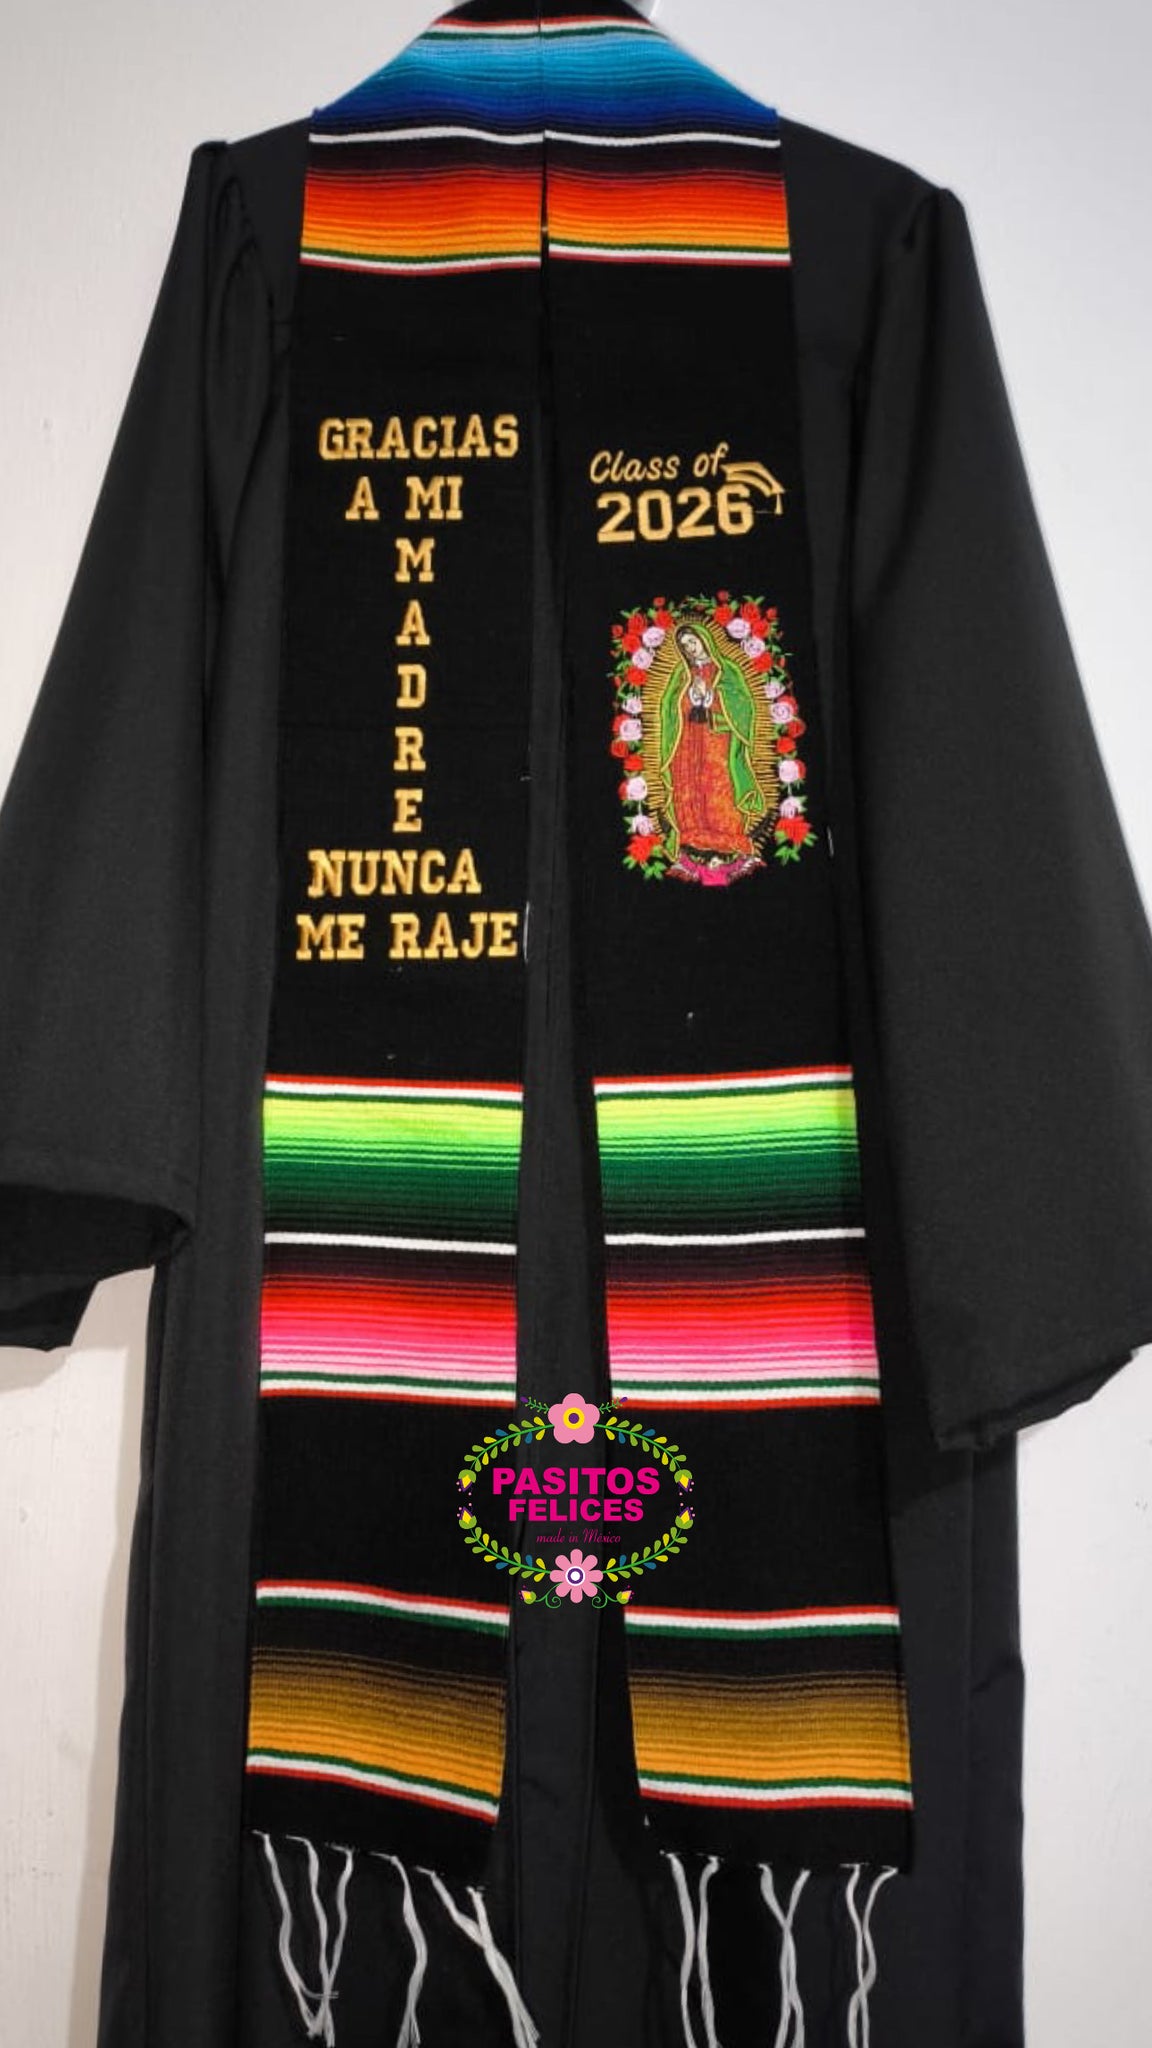 GRACIAS
A MI
M
A
D
R
E
NUNCA
ME RAJE
Class of
2026
PASITOS
FELICES
made in México